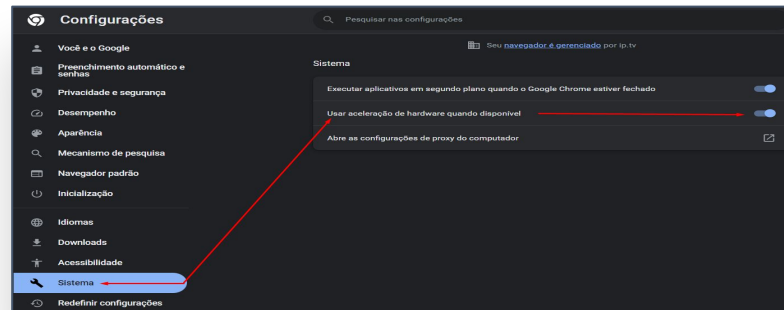 Configurações
Pesquisar nas configurações
Você e o Google
Preenchimento automático e
senhas
Privacidade e segurança
Desempenho
Aparência
Mecanismo de pesquisa
Navegador padrão
Inicialização
Idiomas
Downloads
Acessibilidade
Sistema
Redefinir configurações
Seu navegador é gerenciado por ip.tv
Sistema
Executar aplicativos em segundo plano quando o Google Chrome estiver fechado
Usar aceleração de hardware quando disponível
Abre as configurações de proxy do computador